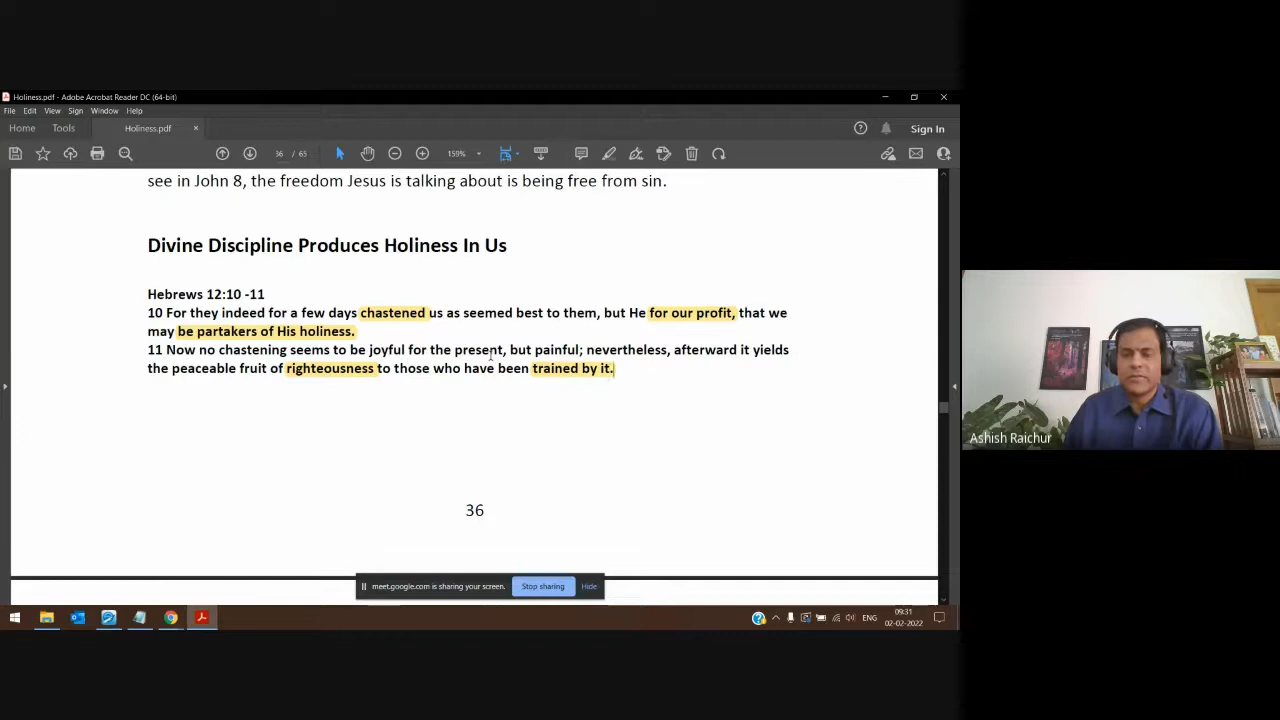 Holiness.pdf - Adobe Acrobat Reader DC (64-bit)
File Edit View Sign Window Help
Home Tools Holiness.pdf × Sign In
36 / 65 159%
see in John 8, the freedom Jesus is talking about is being free from sin.
Divine Discipline Produces Holiness In Us
Hebrews 12:10 -11
10 For they indeed for a few days chastened us as seemed best to them, but He for our profit, that we
may be partakers of His holiness.
11 Now no chastening seems to be joyful for the present, but painful; nevertheless, afterward it yields
the peaceable fruit of righteousness to those who have been trained by it.
36
Ashish Raichur
meet.google.com is sharing your screen. Stop sharing Hide
ENG 09:31
02-02-2022